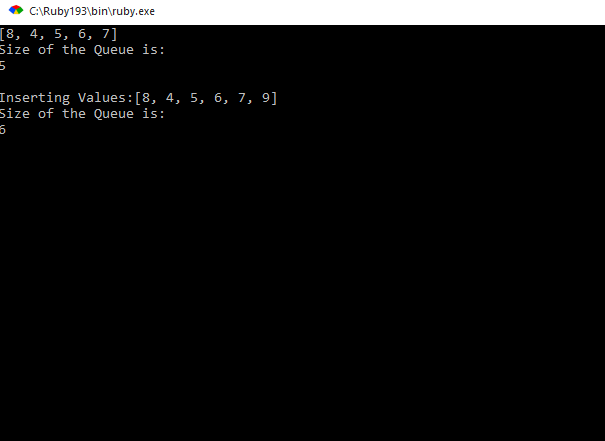 C:\Ruby193\bin\ruby.exe
[8, 4, 5, 6, 7]
Size of the Queue is:
5
Inserting Values:[8, 4, 5, 6, 7, 9]
Size of the Queue is:
6